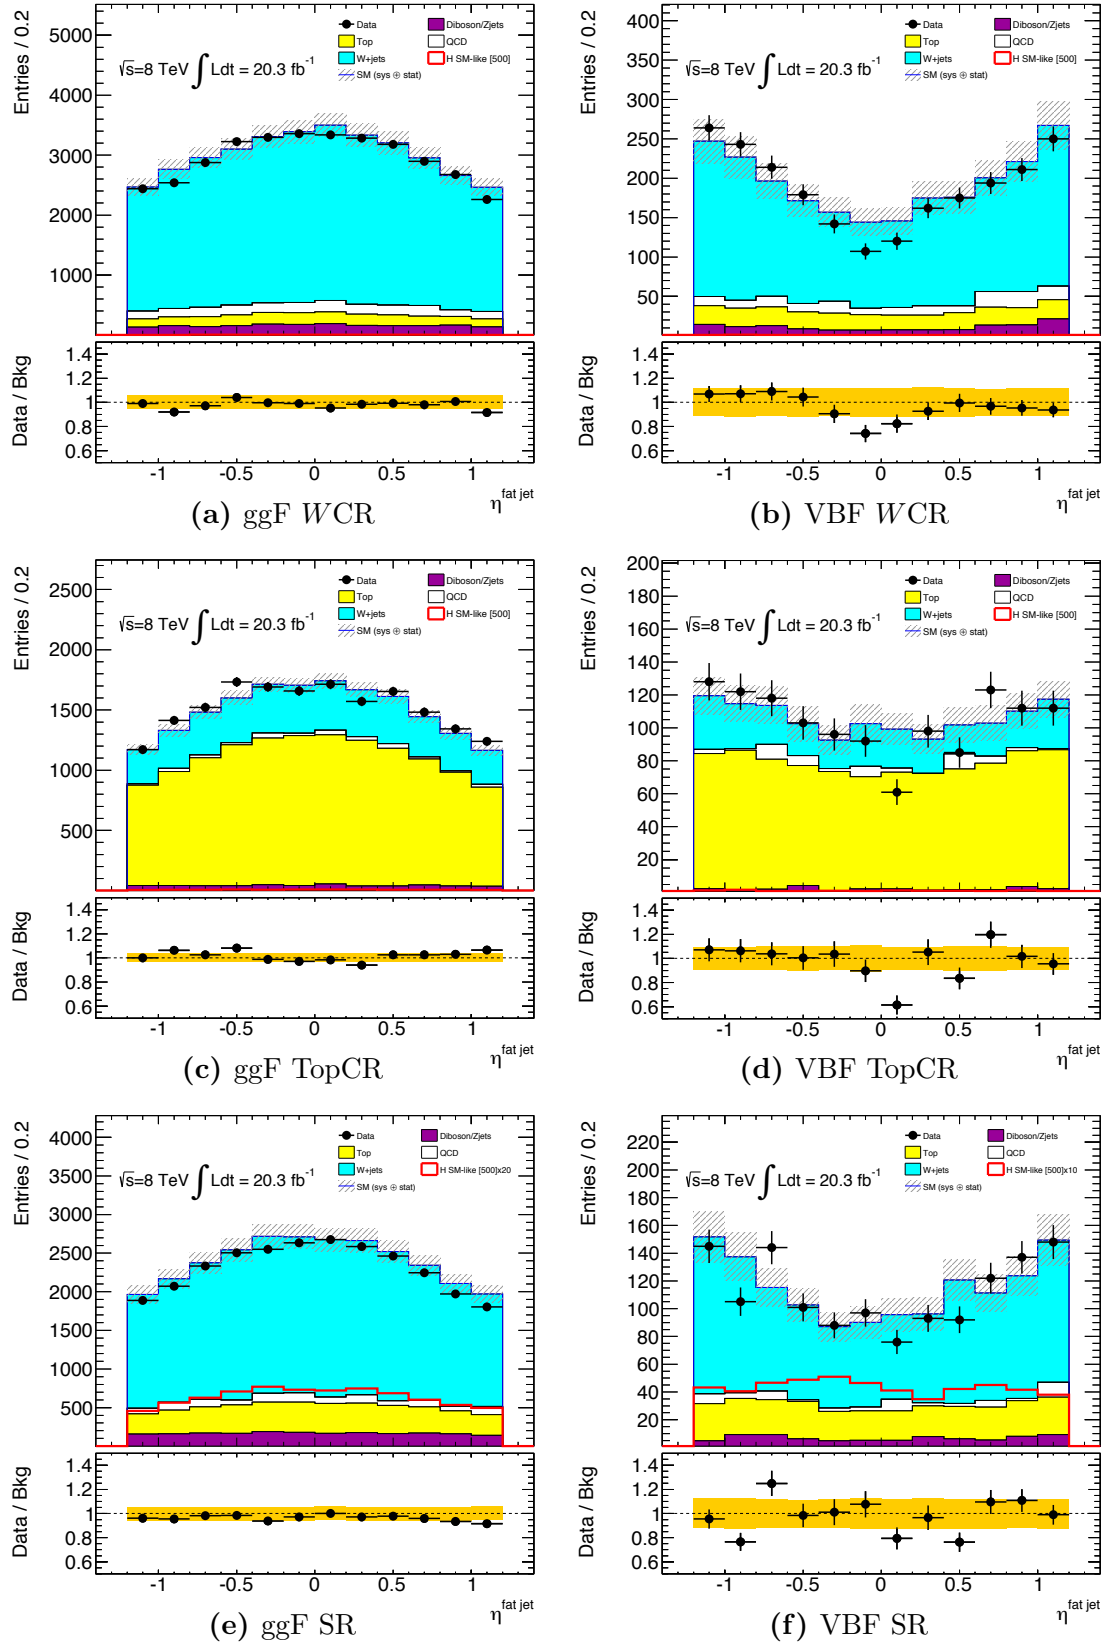 Entries / 0.2
5000
4000
3000
2000
1000
√s=8 TeV ∫ Ldt = 20.3 fb⁻¹
Data
Top
W+jets
SM (sys ⊕ stat)
Diboson/Zjets
QCD
H SM-like [500]
Data / Bkg
1.4
1.2
1
0.8
0.6
-1 -0.5 0 0.5 1
η^fat jet
(a) ggF WCR
Entries / 0.2
400
350
300
250
200
150
100
50
√s=8 TeV ∫ Ldt = 20.3 fb⁻¹
Data
Top
W+jets
SM (sys ⊕ stat)
Diboson/Zjets
QCD
H SM-like [500]
Data / Bkg
1.4
1.2
1
0.8
0.6
-1 -0.5 0 0.5 1
η^fat jet
(b) VBF WCR
Entries / 0.2
2500
2000
1500
1000
500
√s=8 TeV ∫ Ldt = 20.3 fb⁻¹
Data
Top
W+jets
SM (sys ⊕ stat)
Diboson/Zjets
QCD
H SM-like [500]
Data / Bkg
1.4
1.2
1
0.8
0.6
-1 -0.5 0 0.5 1
η^fat jet
(c) ggF TopCR
Entries / 0.2
200
180
160
140
120
100
80
60
40
20
√s=8 TeV ∫ Ldt = 20.3 fb⁻¹
Data
Top
W+jets
SM (sys ⊕ stat)
Diboson/Zjets
QCD
H SM-like [500]
Data / Bkg
1.4
1.2
1
0.8
0.6
-1 -0.5 0 0.5 1
η^fat jet
(d) VBF TopCR
Entries / 0.2
4000
3500
3000
2500
2000
1500
1000
500
√s=8 TeV ∫ Ldt = 20.3 fb⁻¹
Data
Top
W+jets
SM (sys ⊕ stat)
Diboson/Zjets
QCD
H SM-like [500]x20
Data / Bkg
1.4
1.2
1
0.8
0.6
-1 -0.5 0 0.5 1
η^fat jet
(e) ggF SR
Entries / 0.2
220
200
180
160
140
120
100
80
60
40
20
√s=8 TeV ∫ Ldt = 20.3 fb⁻¹
Data
Top
W+jets
SM (sys ⊕ stat)
Diboson/Zjets
QCD
H SM-like [500]x10
Data / Bkg
1.4
1.2
1
0.8
0.6
-1 -0.5 0 0.5 1
η^fat jet
(f) VBF SR